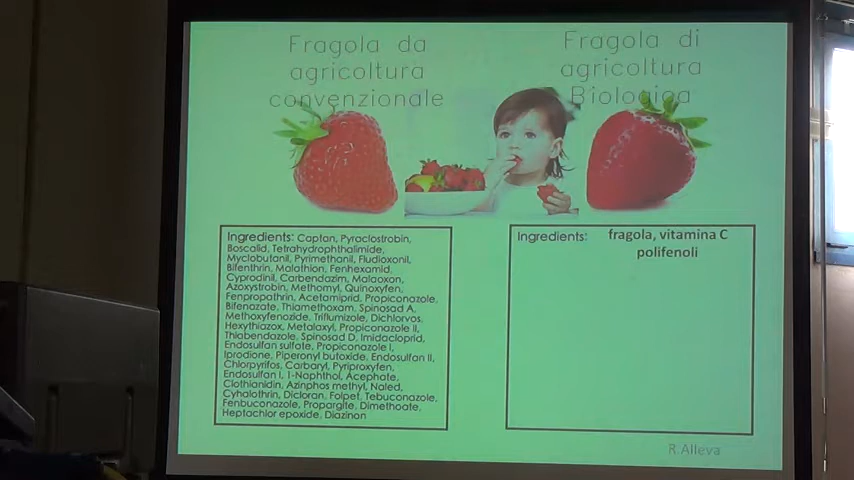 Fragola da
agricoltura
convenzionale
Fragola di
agricoltura
Biologica
Ingredients: Captan, Pyraclostrobin,
Boscalid, Tetrahydrophthalimide,
Myclobutanil, Pyrimethanil, Fludioxonil,
Bifenthrin, Malathion, Fenhexamid,
Cyprodinil, Carbendazim, Malaoxan,
Azoxystrobin, Methomyl, Quinoxyfen,
Fenpropathrin, Acetamiprid, Propiconazole,
Bifenazate, Thiamethoxam, Spinosad A,
Methoxyfenozide, Triflumizole, Dichlorvos,
Hexythiazox, Metalaxyl, Propiconazole II,
Thiabendazole, Spinosad D, Imidacloprid,
Endosulfan sulfate, Propiconazole I,
Iprodione, Piperonyl butoxide, Endosulfan II,
Chlorpyrifos, Carbaryl, Pyriproxyfen,
Endosulfan I, 1-Naphthol, Acephate,
Clothianidin, Azinphos methyl, Naled,
Cyhalothrin, Dicloran, Folpet, Tebuconazole,
Fenbuconazole, Propargite, Dimethoate,
Heptachlor epoxide, Diazinon
Ingredients: fragola, vitamina C
polifenoli
R.Alleva